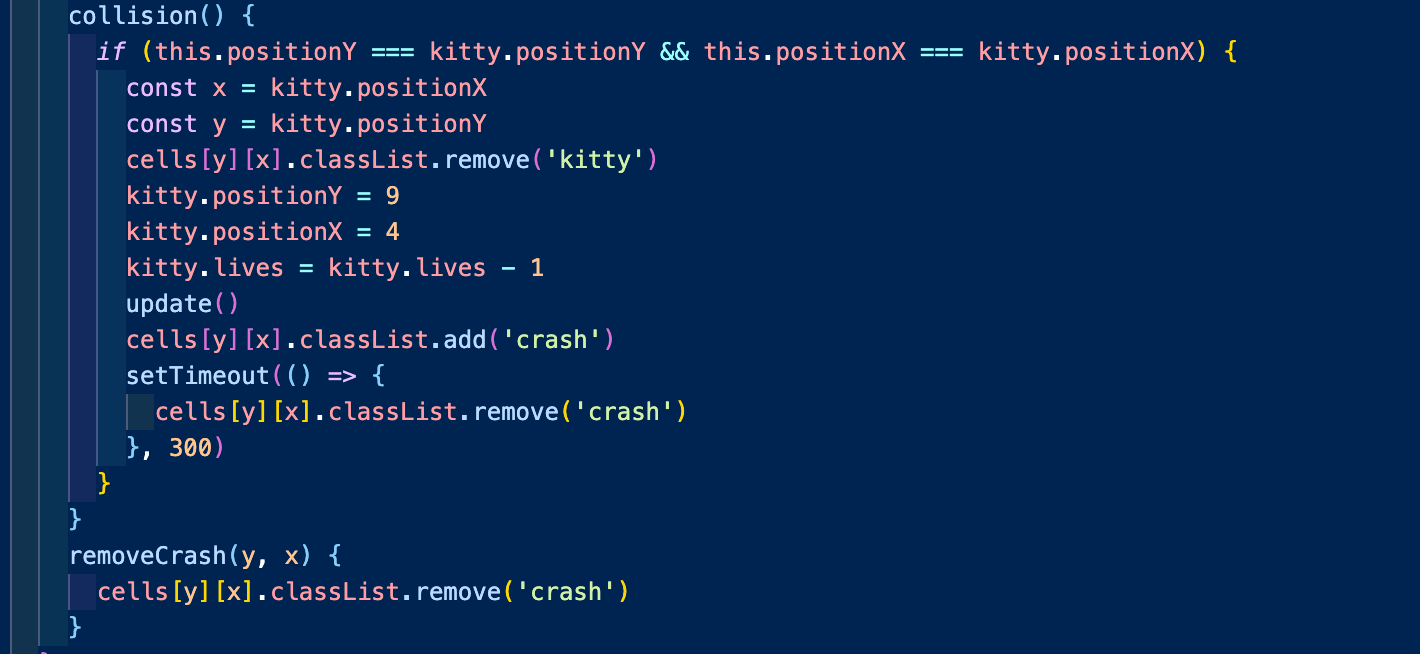 collision() {
  if (this.positionY === kitty.positionY && this.positionX === kitty.positionX) {
    const x = kitty.positionX
    const y = kitty.positionY
    cells[y][x].classList.remove('kitty')
    kitty.positionY = 9
    kitty.positionX = 4
    kitty.lives = kitty.lives - 1
    update()
    cells[y][x].classList.add('crash')
    setTimeout(() => {
      cells[y][x].classList.remove('crash')
    }, 300)
  }
}
removeCrash(y, x) {
  cells[y][x].classList.remove('crash')
}